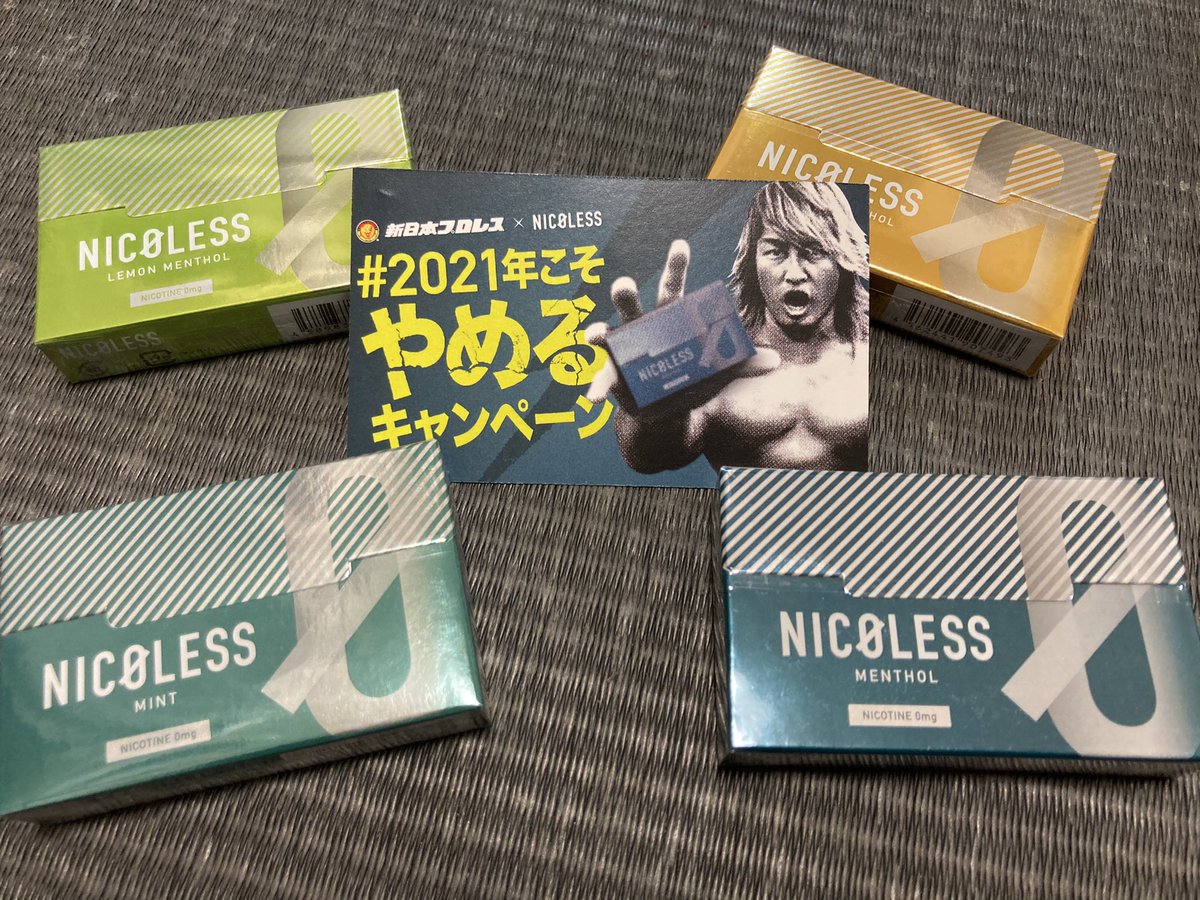 NICOLESS
LEMON MENTHOL
NICOTINE 0mg
NICOLESS
NICOLESS
新日本プロレス × NICOLESS
#2021年こそ
やめる
キャンペーン
NICOLESS
NICOLESS
MINT
NICOTINE 0mg
NICOLESS
MENTHOL
NICOTINE 0mg